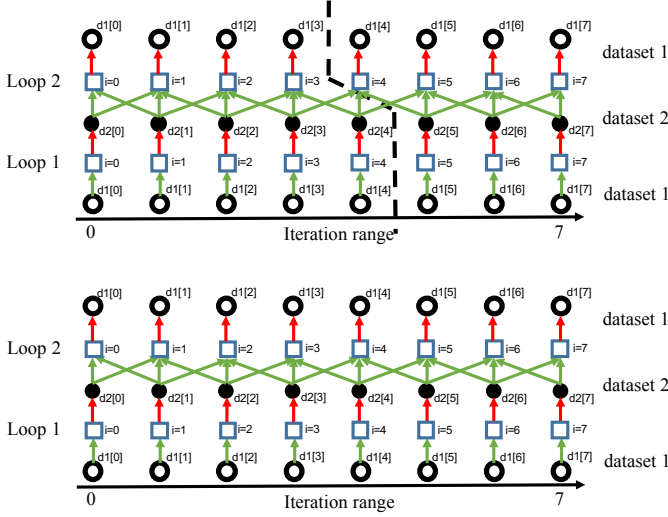 d1[0] d1[1] d1[2] d1[3] d1[4] d1[5] d1[6] d1[7] dataset 1
Loop 2 i=0 i=1 i=2 i=3 i=4 i=5 i=6 i=7
d2[0] d2[1] d2[2] d2[3] d2[4] d2[5] d2[6] d2[7] dataset 2
Loop 1 i=0 i=1 i=2 i=3 i=4 i=5 i=6 i=7
d1[0] d1[1] d1[2] d1[3] d1[4] d1[5] d1[6] d1[7] dataset 1
0 Iteration range 7
d1[0] d1[1] d1[2] d1[3] d1[4] d1[5] d1[6] d1[7] dataset 1
Loop 2 i=0 i=1 i=2 i=3 i=4 i=5 i=6 i=7
d2[0] d2[1] d2[2] d2[3] d2[4] d2[5] d2[6] d2[7] dataset 2
Loop 1 i=0 i=1 i=2 i=3 i=4 i=5 i=6 i=7
d1[0] d1[1] d1[2] d1[3] d1[4] d1[5] d1[6] d1[7] dataset 1
0 Iteration range 7